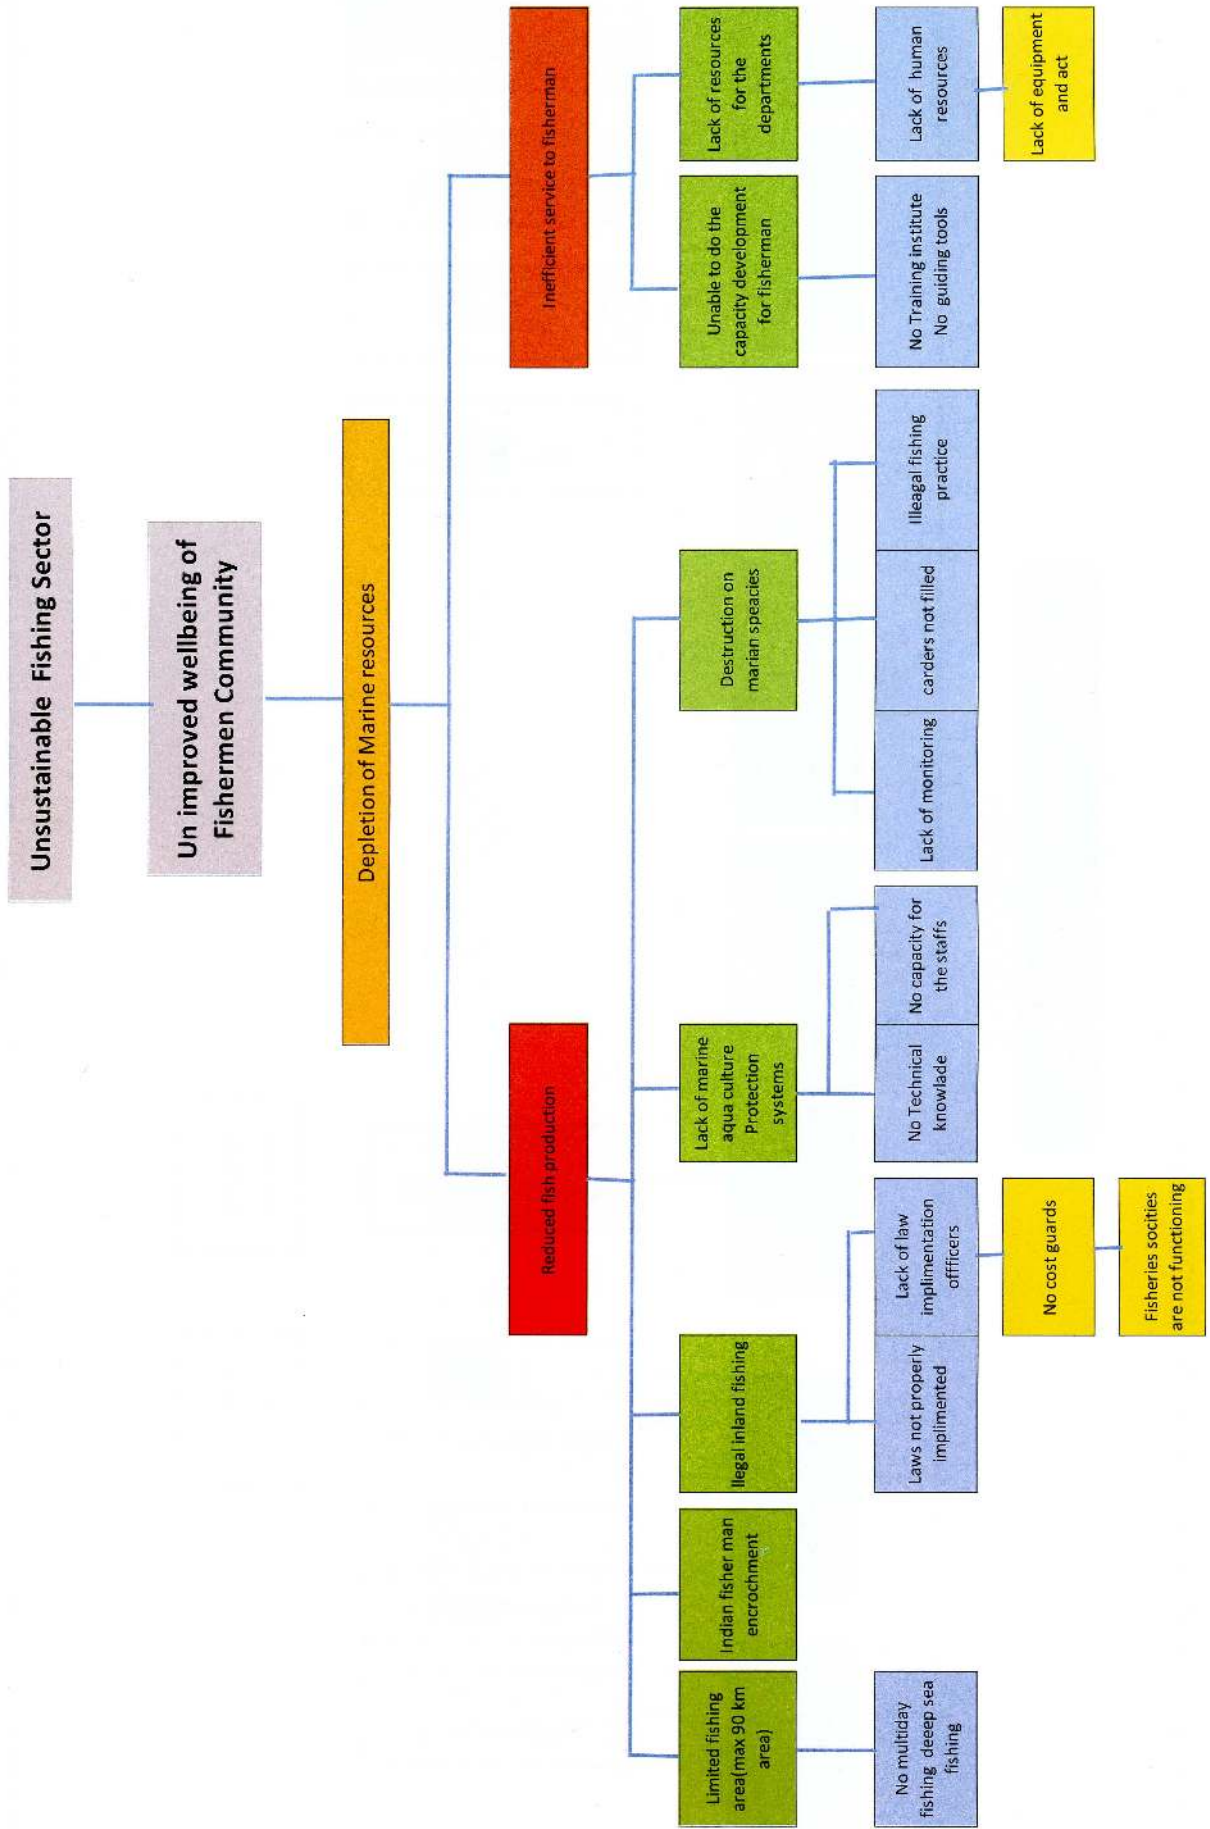 Unsustainable Fishing Sector
Un improved wellbeing of
Fishermen Community
Depletion of Marine resources
Reduced fish production
Inefficient service to fisherman
Limited fishing
area(max 90 km
area)
Indian fisher man
encrochment
Ilegal inland fishing
Lack of marine
aqua culture
Protection
systems
Destruction on
marian speacies
Unable to do the
capacity development
for fisherman
Lack of resources
for the
departments
No multiday
fishing deeep sea
fishing
Laws not properly
implimented
Lack of law
implimentation
offficers
No Technical
knowlade
No capacity for
the staffs
Lack of monitoring
carders not filled
Illeagal fishing
practice
No Training institute
No guiding tools
Lack of human
resources
No cost guards
Lack of equipment
and act
Fisheries socities
are not functioning